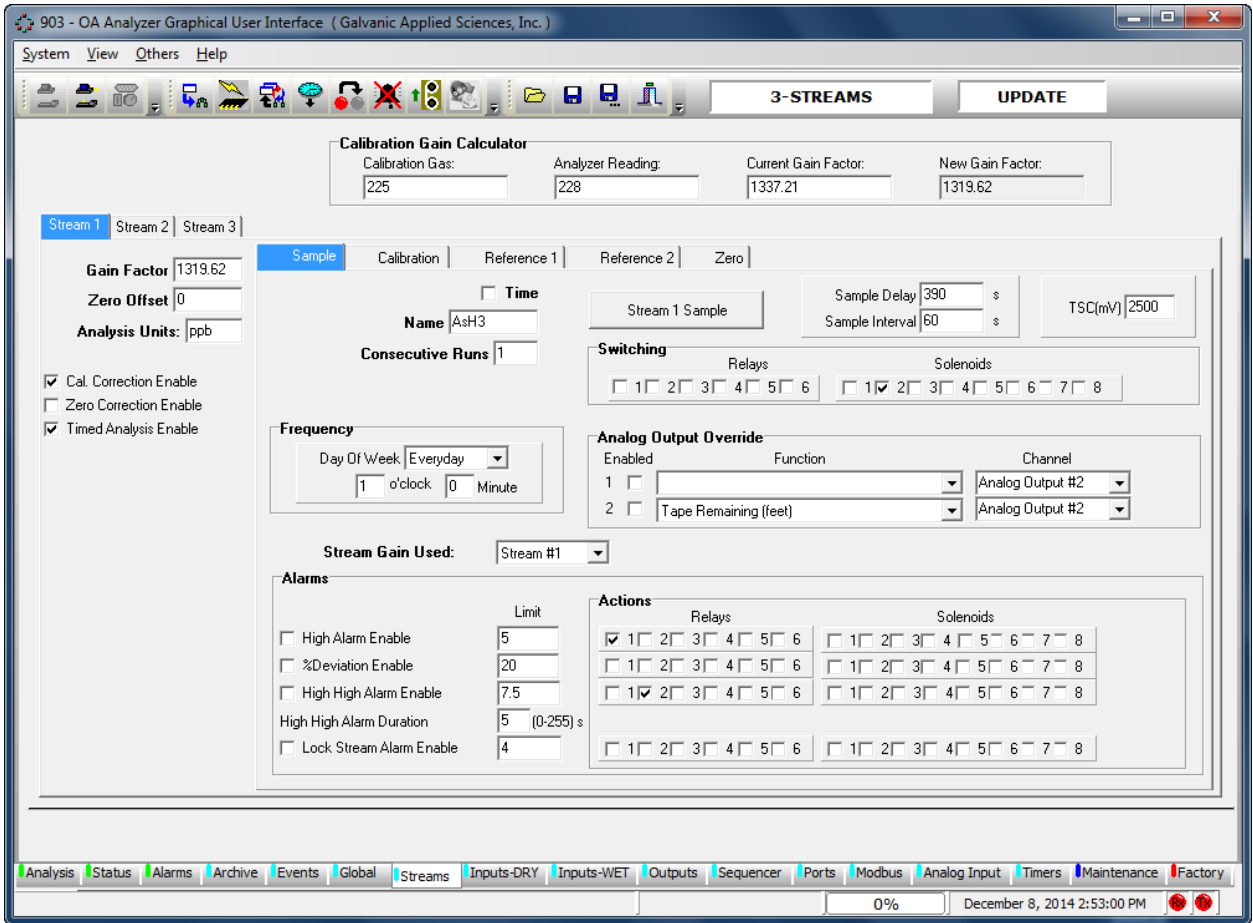 903 - OA Analyzer Graphical User Interface ( Galvanic Applied Sciences, Inc. )
System View Others Help
3-STREAMS UPDATE
Calibration Gain Calculator
Calibration Gas: Analyzer Reading: Current Gain Factor: New Gain Factor:
225 228 1337.21 1319.62
Stream 1 Stream 2 Stream 3
Gain Factor 1319.62
Zero Offset 0
Analysis Units: ppb
Cal. Correction Enable
Zero Correction Enable
Timed Analysis Enable
Sample Calibration Reference 1 Reference 2 Zero
Time
Name AsH3
Consecutive Runs 1
Stream 1 Sample
Sample Delay 390 s
Sample Interval 60 s
TSC(mV) 2500
Switching
Relays Solenoids
1 2 3 4 5 6 1 2 3 4 5 6 7 8
Frequency
Day Of Week Everyday
1 o'clock 0 Minute
Analog Output Override
Enabled Function Channel
1 Analog Output #2
2 Tape Remaining (feet) Analog Output #2
Stream Gain Used: Stream #1
Alarms
Limit
Actions
Relays Solenoids
High Alarm Enable 5 1 2 3 4 5 6 1 2 3 4 5 6 7 8
%Deviation Enable 20 1 2 3 4 5 6 1 2 3 4 5 6 7 8
High High Alarm Enable 7.5 1 2 3 4 5 6 1 2 3 4 5 6 7 8
High High Alarm Duration 5 (0-255) s
Lock Stream Alarm Enable 4 1 2 3 4 5 6 1 2 3 4 5 6 7 8
Analysis Status Alarms Archive Events Global Streams Inputs-DRY Inputs-WET Outputs Sequencer Ports Modbus Analog Input Timers Maintenance Factory
0% December 8, 2014 2:53:00 PM Rx Tx